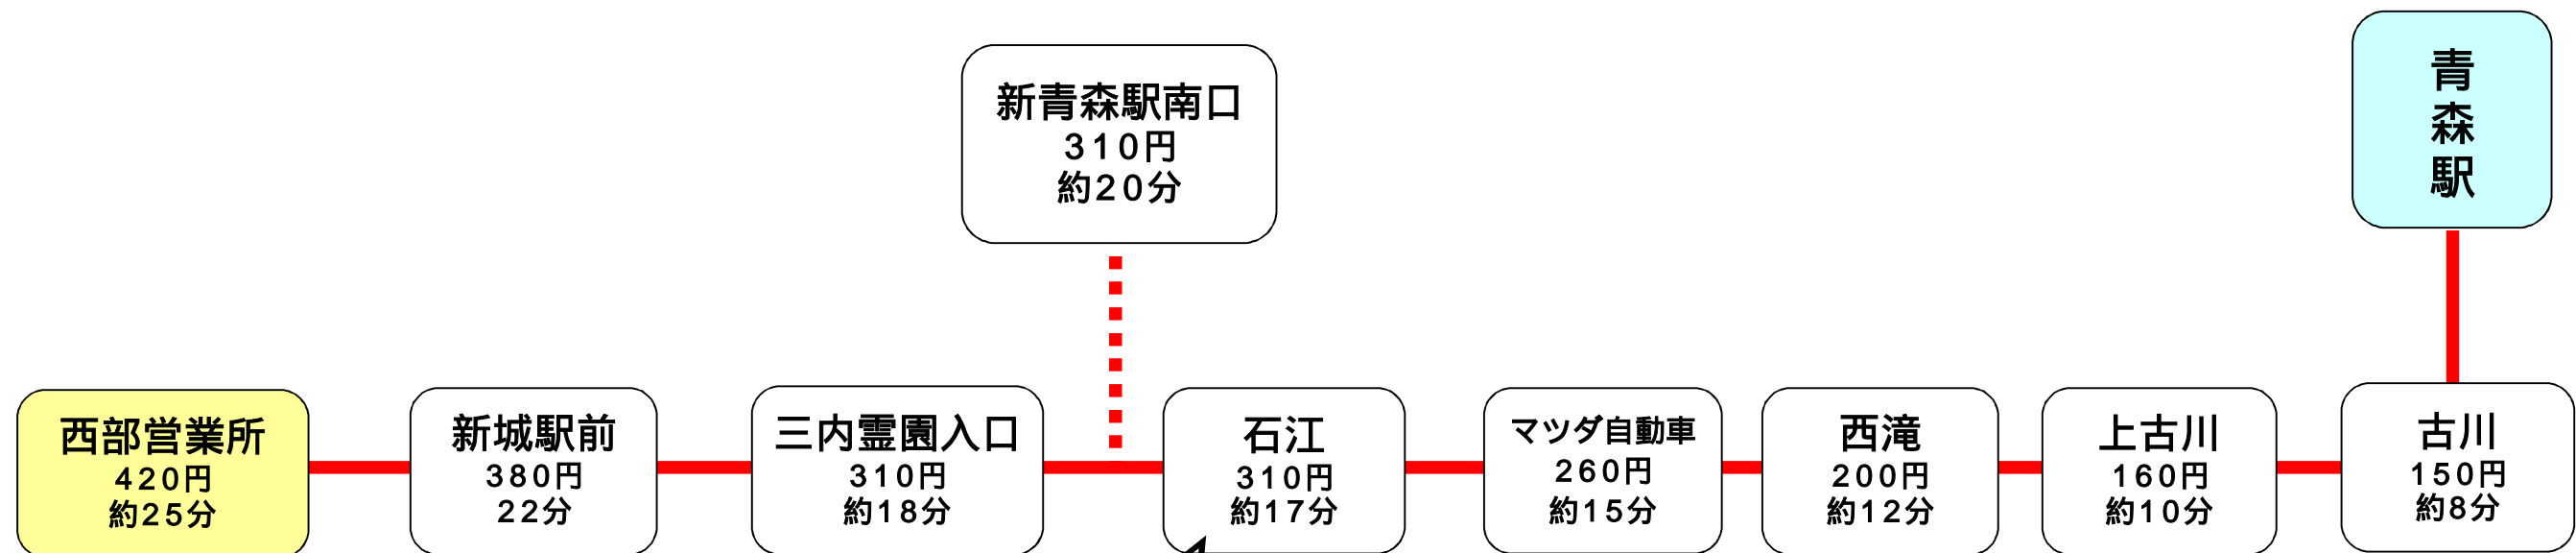 新青森駅南口
310円
約20分
青森駅
西部営業所
420円
約25分
新城駅前
380円
22分
三内霊園入口
310円
約18分
石江
310円
約17分
マツダ自動車
260円
約15分
西滝
200円
約12分
上古川
160円
約10分
古川
150円
約8分